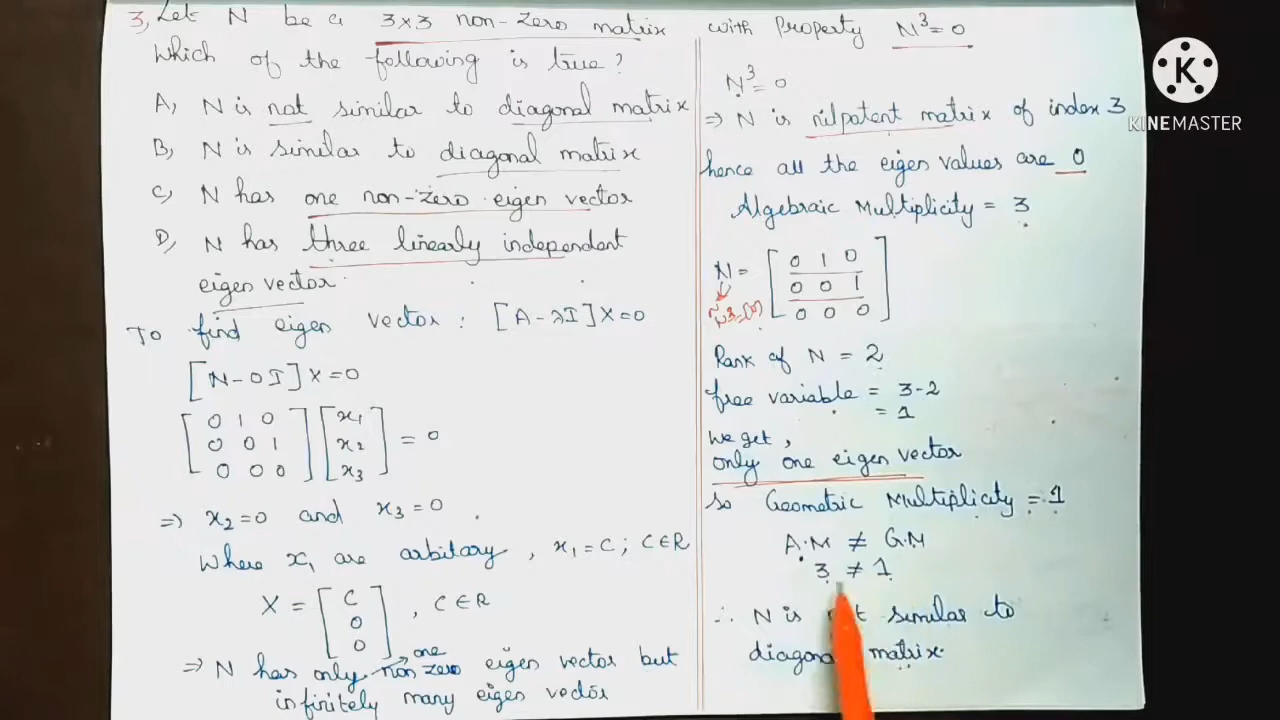 3, Let N be a 3×3 non-zero matrix with Property N³=0
Which of the following is true?
A, N is not similar to diagonal matrix
B, N is similar to diagonal matrix
C, N has one non-zero eigen vector
D, N has three linearly independent
eigen vector.
To find eigen vector : [A-λI]X=0
[N-0I]X=0
[0 1 0] [x₁]
[0 0 1] [x₂] = 0
[0 0 0] [x₃]
⇒ x₂=0 and x₃=0
Where x₁ are arbitary, x₁=C; C∈R
X = [C
0
0], C∈R
one
⇒ N has only non zero eigen vector but
infinitely many eigen vector
N³=0
⇒ N is nilpatent matrix of index 3
hence all the eigen values are 0
Algebraic Multiplicity = 3
N = [0 1 0
0 0 1
0 0 0]
N³=(0)
Rank of N = 2
free variable = 3-2
= 1
We get,
only one eigen vector
so Geometric Multiplicity = 1
A.M ≠ G.M
3 ≠ 1
∴ N is similar to
matrix.
K
KINEMASTER